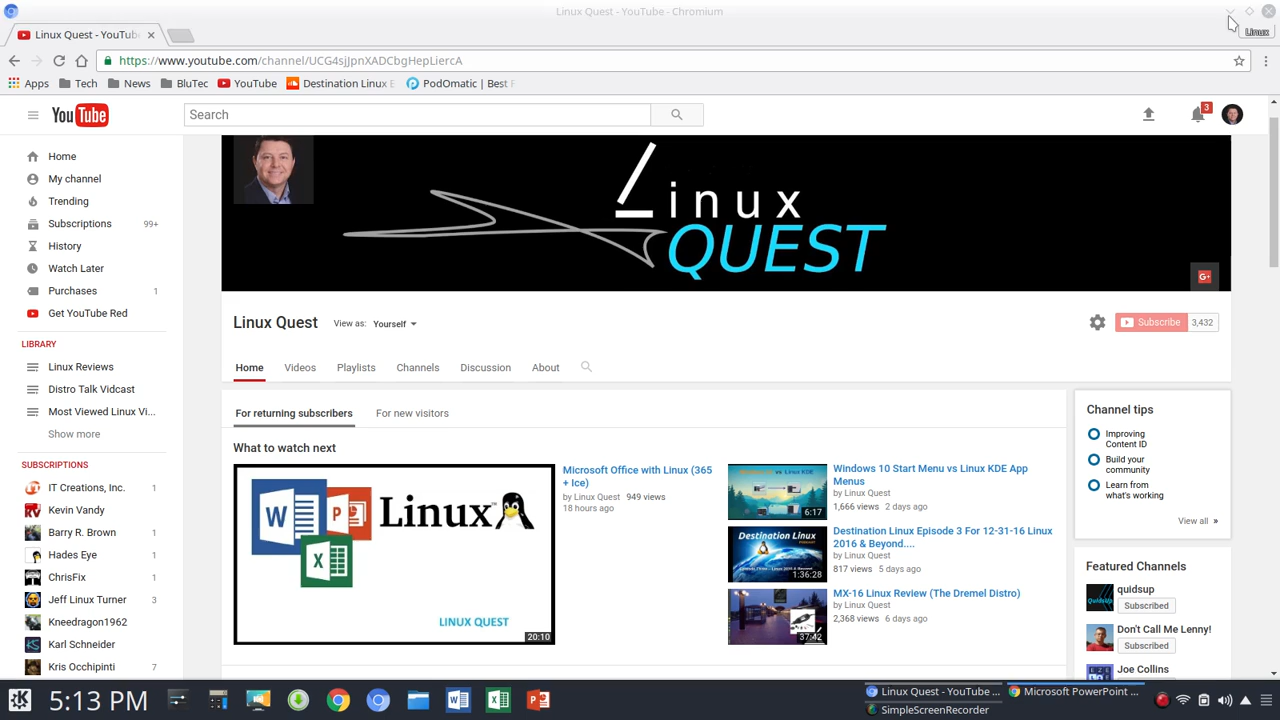 Linux Quest - YouTube - Chromium
Linux
Linux Quest - YouTub
https://www.youtube.com/channel/UCG4sjJpnXADCbgHepLiercA
Apps
Tech
News
BluTec
YouTube
Destination Linux E
PodOmatic | Best F
YouTube
Search
3
Home
My channel
Trending
Subscriptions 99+
History
Watch Later
Purchases 1
Get YouTube Red
LIBRARY
Linux Reviews
Distro Talk Vidcast
Most Viewed Linux Vi...
Show more
SUBSCRIPTIONS
IT Creations, Inc. 1
Kevin Vandy
Barry R. Brown 1
Hades Eye
ChrisFix 1
Jeff Linux Turner 3
Kneedragon1962
Karl Schneider
Kris Occhipinti 7
Linux
QUEST
G+
Linux Quest
View as: Yourself
Subscribe 3,432
Home
Videos
Playlists
Channels
Discussion
About
For returning subscribers
For new visitors
What to watch next
Linux
LINUX QUEST
20:10
Microsoft Office with Linux (365
+ Ice)
by Linux Quest 949 views
18 hours ago
6:17
Windows 10 Start Menu vs Linux KDE App
Menus
by Linux Quest
1,666 views 2 days ago
Destination Linux
1:36:28
Destination Linux Episode 3 For 12-31-16 Linux
2016 & Beyond....
by Linux Quest
817 views 5 days ago
37:42
MX-16 Linux Review (The Dremel Distro)
by Linux Quest
2,368 views 6 days ago
Channel tips
Improving
Content ID
Build your
community
Learn from
what's working
View all »
Featured Channels
quidsup
Subscribed
Don't Call Me Lenny!
Subscribed
Joe Collins
5:13 PM
Linux Quest - YouTube ...
Microsoft PowerPoint ...
SimpleScreenRecorder